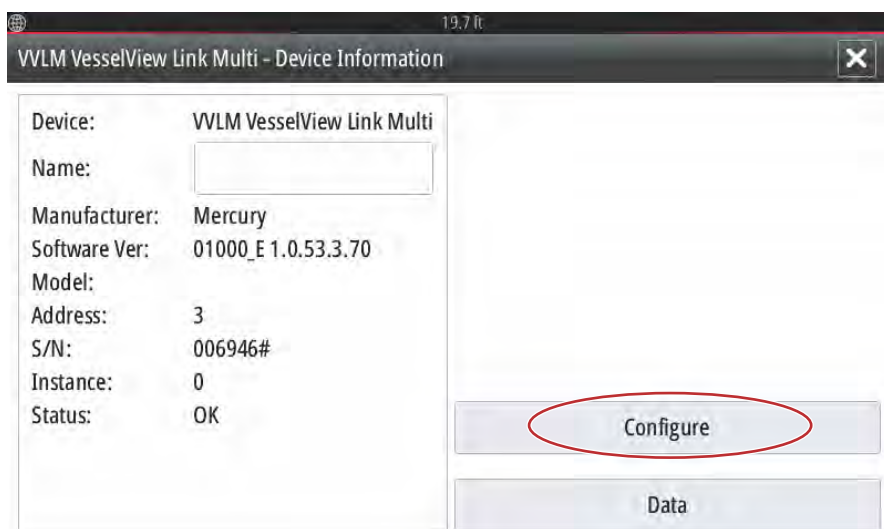 19.7 ft
VVLM VesselView Link Multi - Device Information
Device: VVLM VesselView Link Multi
Name:
Manufacturer: Mercury
Software Ver: 01000_E 1.0.53.3.70
Model:
Address: 3
S/N: 006946#
Instance: 0
Status: OK
Configure
Data